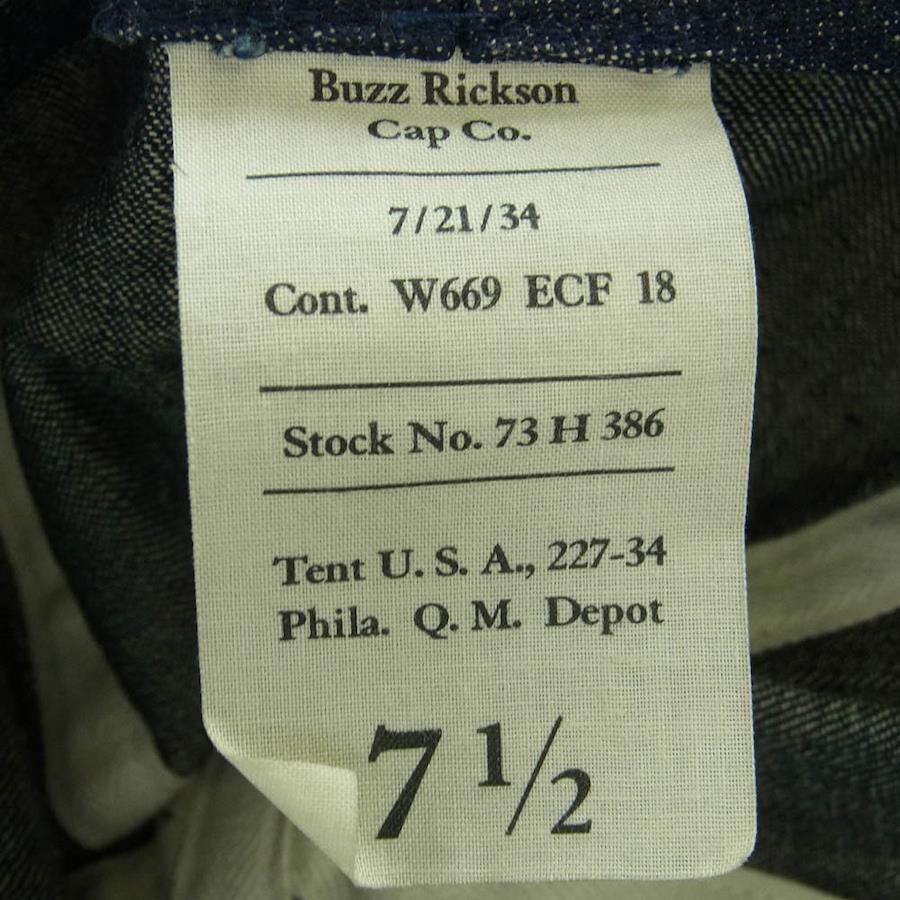 Buzz Rickson
Cap Co.
7/21/34
Cont. W669 ECF 18
Stock No. 73 H 386
Tent U. S. A., 227-34
Phila. Q. M. Depot
7 1/2